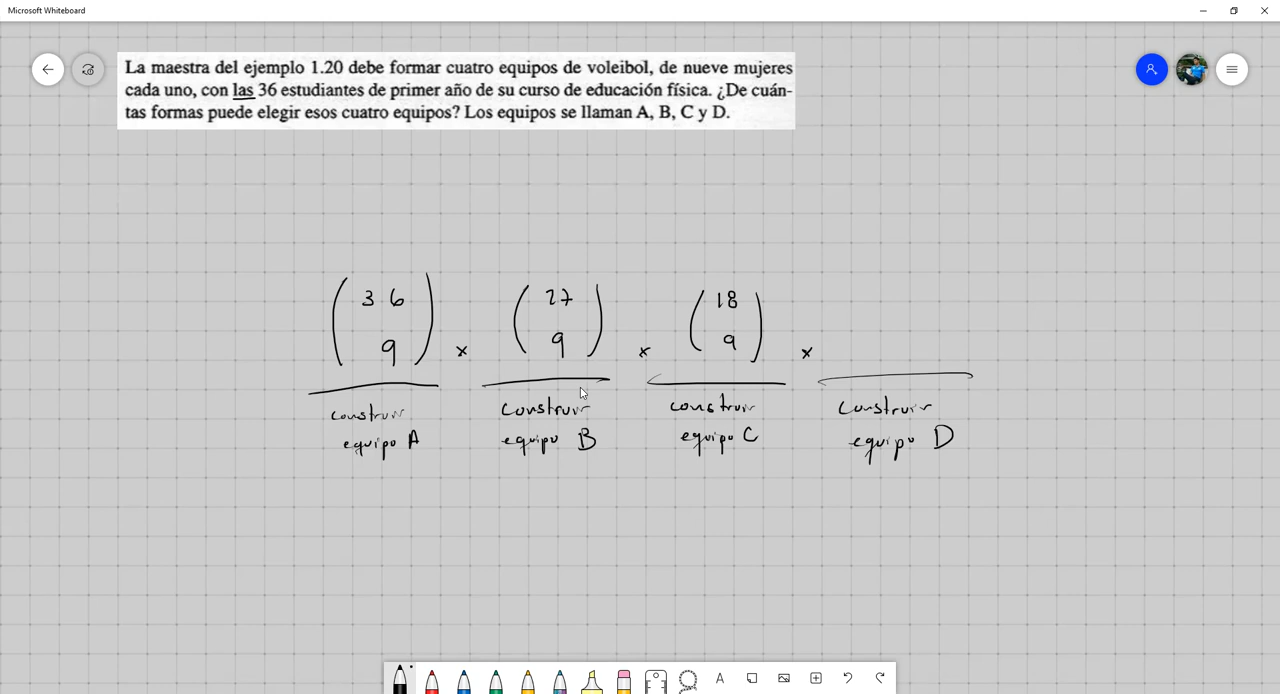 Microsoft Whiteboard
La maestra del ejemplo 1.20 debe formar cuatro equipos de voleibol, de nueve mujeres
cada uno, con las 36 estudiantes de primer año de su curso de educación física. ¿De cuán-
tas formas puede elegir esos cuatro equipos? Los equipos se llaman A, B, C y D.
36 27 18
9 × 9 × 9 ×
construir construir construir construir
equipo A equipo B equipo C equipo D
A